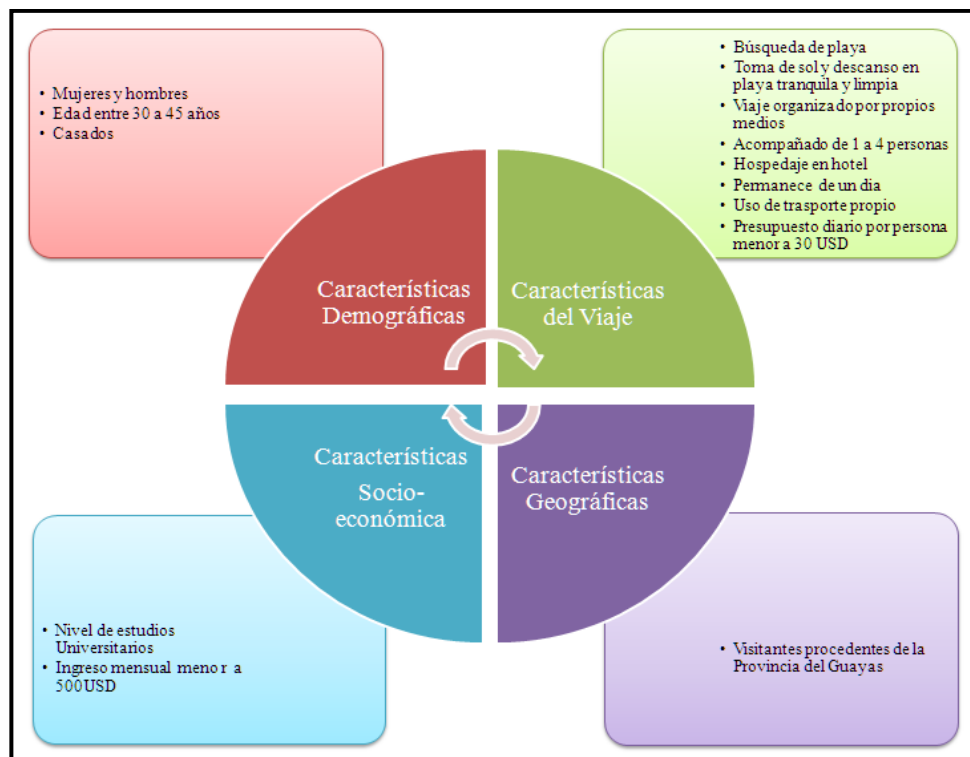 • Mujeres y hombres
• Edad entre 30 a 45 años
• Casados
• Búsqueda de playa
• Toma de sol y descanso en
playa tranquila y limpia
• Viaje organizado por propios
medios
• Acompañado de 1 a 4 personas
• Hospedaje en hotel
• Permanece de un dia
• Uso de trasporte propio
• Presupuesto diario por persona
menor a 30 USD
Características
Demográficas
Características
del Viaje
Características
Socio-
económica
Características
Geográficas
• Nivel de estudios
Universitarios
• Ingreso mensual menor a
500USD
• Visitantes procedentes de la
Provincia del Guayas